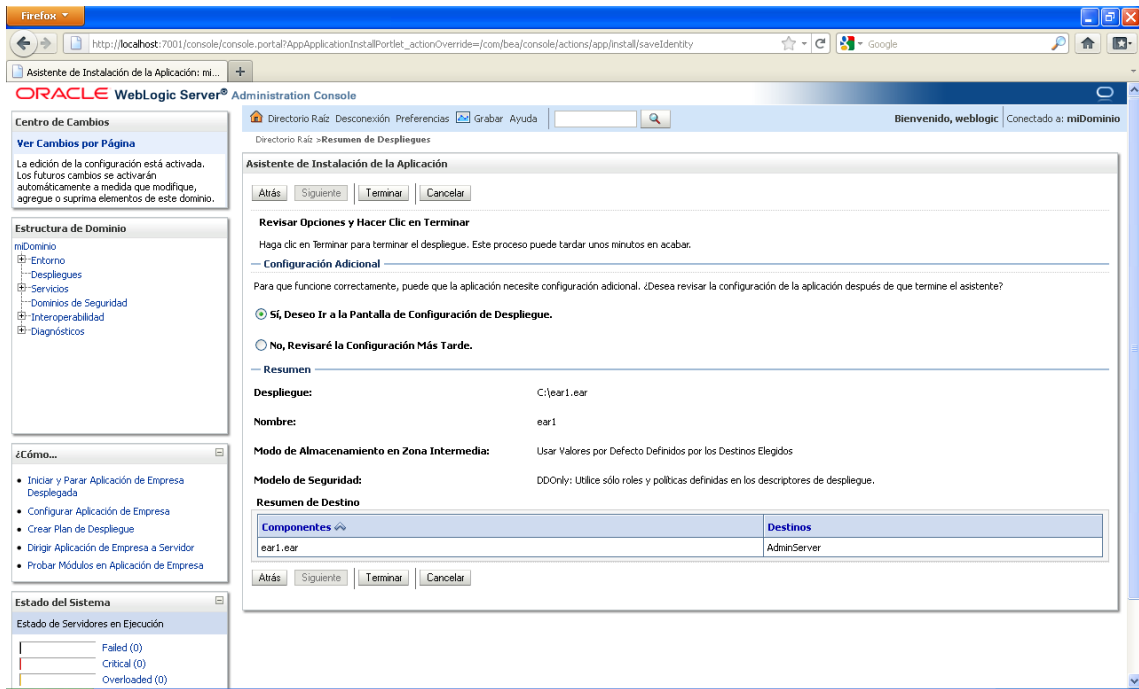 Firefox
http://localhost:7001/console/console.portal?AppApplicationInstallPortlet_actionOverride=/com/bea/console/actions/app/install/saveIdentity
Google
Asistente de Instalación de la Aplicación: mi...
ORACLE WebLogic Server® Administration Console
Centro de Cambios
Ver Cambios por Página
La edición de la configuración está activada.
Los futuros cambios se activarán
automáticamente a medida que modifique,
agregue o suprima elementos de este dominio.
Estructura de Dominio
miDominio
Entorno
Despliegues
Servicios
Dominios de Seguridad
Interoperabilidad
Diagnósticos
¿Cómo...
Iniciar y Parar Aplicación de Empresa
Desplegada
Configurar Aplicación de Empresa
Crear Plan de Despliegue
Dirigir Aplicación de Empresa a Servidor
Probar Módulos en Aplicación de Empresa
Estado del Sistema
Estado de Servidores en Ejecución
Failed (0)
Critical (0)
Overloaded (0)
Directorio Raíz Desconexión Preferencias Grabar Ayuda
Bienvenido, weblogic Conectado a: miDominio
Directorio Raíz >Resumen de Despliegues
Asistente de Instalación de la Aplicación
Atrás Siguiente Terminar Cancelar
Revisar Opciones y Hacer Clic en Terminar
Haga clic en Terminar para terminar el despliegue. Este proceso puede tardar unos minutos en acabar.
Configuración Adicional
Para que funcione correctamente, puede que la aplicación necesite configuración adicional. ¿Desea revisar la configuración de la aplicación después de que termine el asistente?
Sí, Deseo Ir a la Pantalla de Configuración de Despliegue.
No, Revisaré la Configuración Más Tarde.
Resumen
Despliegue: C:\ear1.ear
Nombre: ear1
Modo de Almacenamiento en Zona Intermedia: Usar Valores por Defecto Definidos por los Destinos Elegidos
Modelo de Seguridad: DDOnly: Utilice sólo roles y políticas definidas en los descriptores de despliegue.
Resumen de Destino
Componentes Destinos
ear1.ear AdminServer
Atrás Siguiente Terminar Cancelar